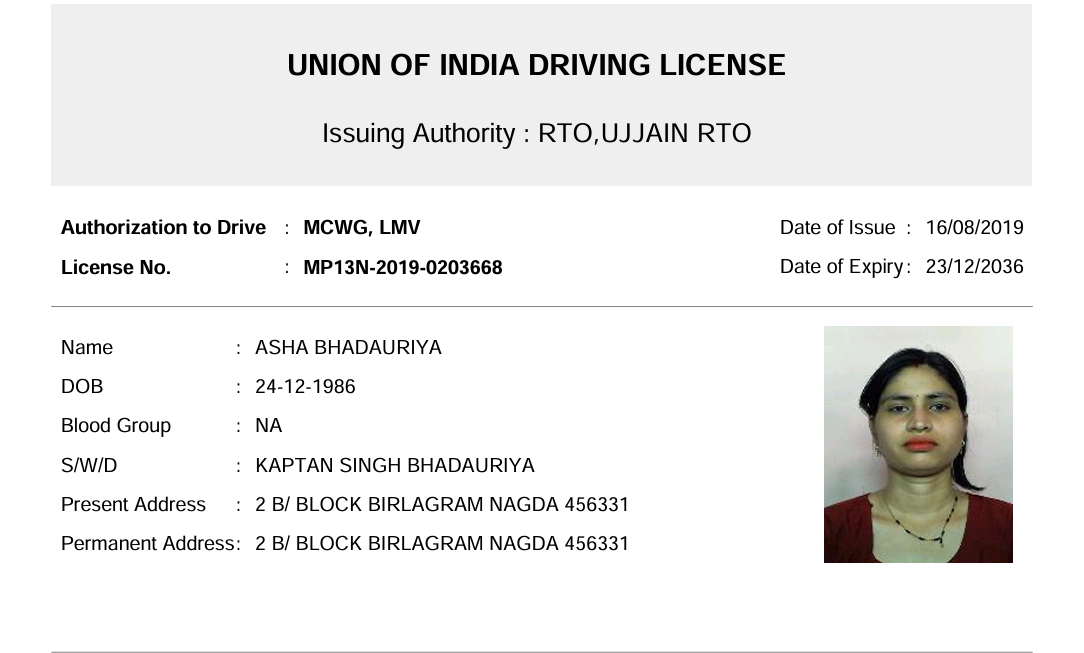 UNION OF INDIA DRIVING LICENSE
Issuing Authority : RTO,UJJAIN RTO
Authorization to Drive : MCWG, LMV Date of Issue : 16/08/2019
License No. : MP13N-2019-0203668 Date of Expiry : 23/12/2036
Name : ASHA BHADAURIYA
DOB : 24-12-1986
Blood Group : NA
S/W/D : KAPTAN SINGH BHADAURIYA
Present Address : 2 B/ BLOCK BIRLAGRAM NAGDA 456331
Permanent Address: 2 B/ BLOCK BIRLAGRAM NAGDA 456331